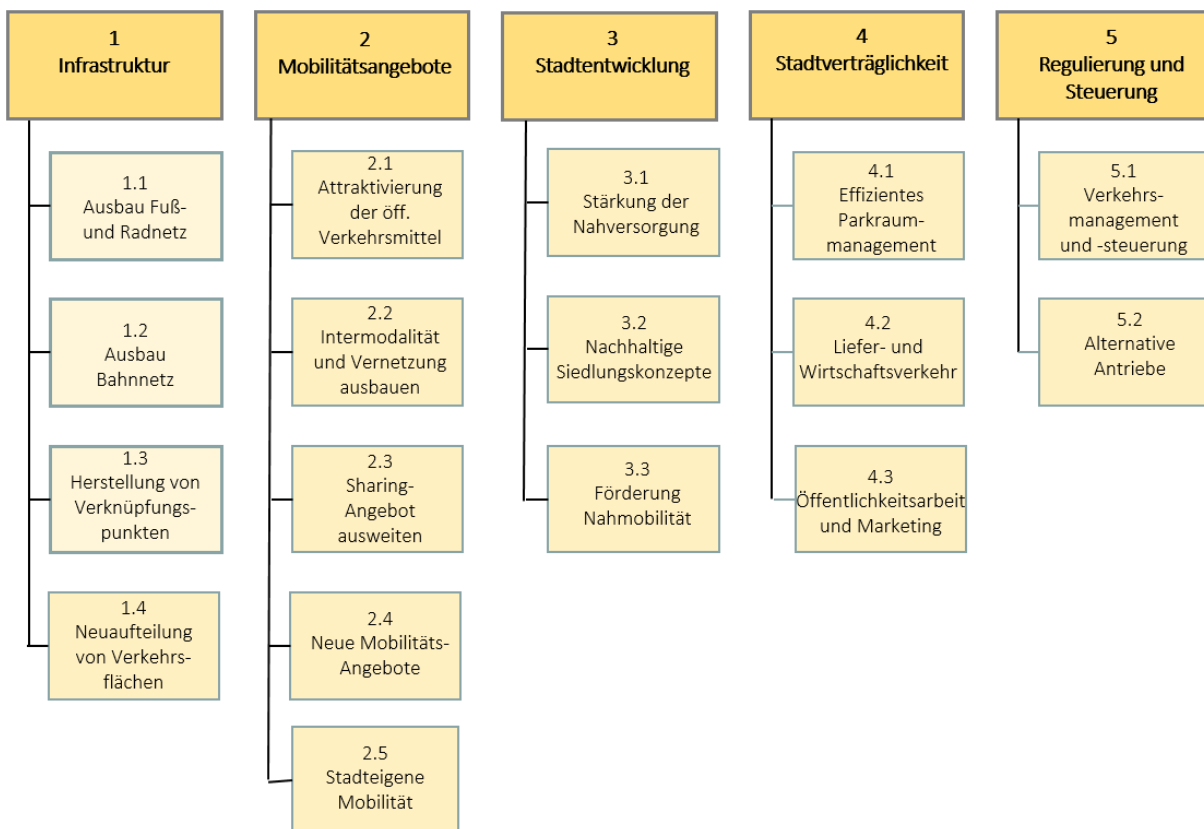 1
Infrastruktur
2
Mobilitätsangebote
3
Stadtentwicklung
4
Stadtverträglichkeit
5
Regulierung und
Steuerung
1.1
Ausbau Fuß-
und Radnetz
1.2
Ausbau
Bahnnetz
1.3
Herstellung von
Verknüpfungs-
punkten
1.4
Neuaufteilung
von Verkehrs-
flächen
2.1
Attraktivierung
der öff.
Verkehrsmittel
2.2
Intermodalität
und Vernetzung
ausbauen
2.3
Sharing-
Angebot
ausweiten
2.4
Neue Mobilitäts-
Angebote
2.5
Stadteigene
Mobilität
3.1
Stärkung der
Nahversorgung
3.2
Nachhaltige
Siedlungskonzepte
3.3
Förderung
Nahmobilität
4.1
Effizientes
Parkraum-
management
4.2
Liefer- und
Wirtschaftsverkehr
4.3
Öffentlichkeitsarbeit
und Marketing
5.1
Verkehrs-
management
und -steuerung
5.2
Alternative
Antriebe